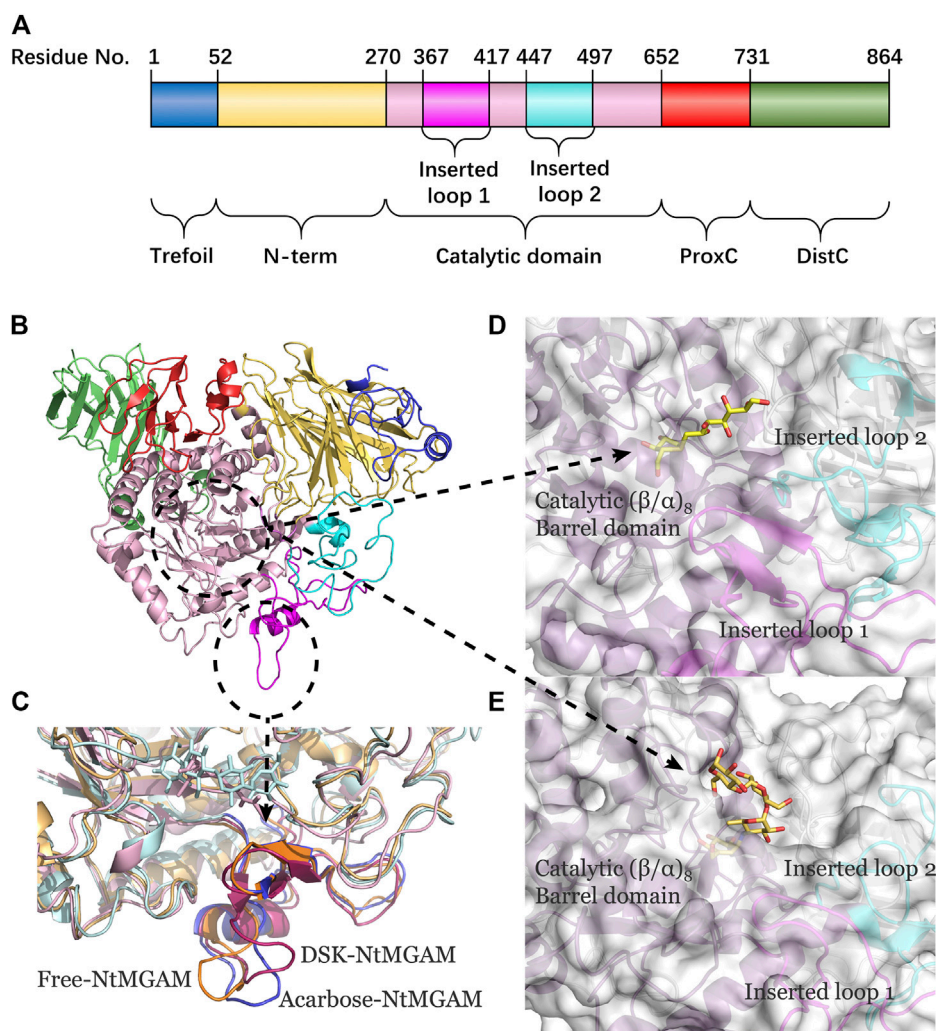 A
Residue No.
1 52 270 367 417 447 497 652 731 864
Inserted
loop 1
Inserted
loop 2
Trefoil N-term Catalytic domain ProxC DistC
B
D
Inserted loop 2
Catalytic (β/α)8
Barrel domain
Inserted loop 1
C
DSK-NtMGAM
Free-NtMGAM
Acarbose-NtMGAM
E
Catalytic (β/α)8
Barrel domain
Inserted loop 2
Inserted loop 1